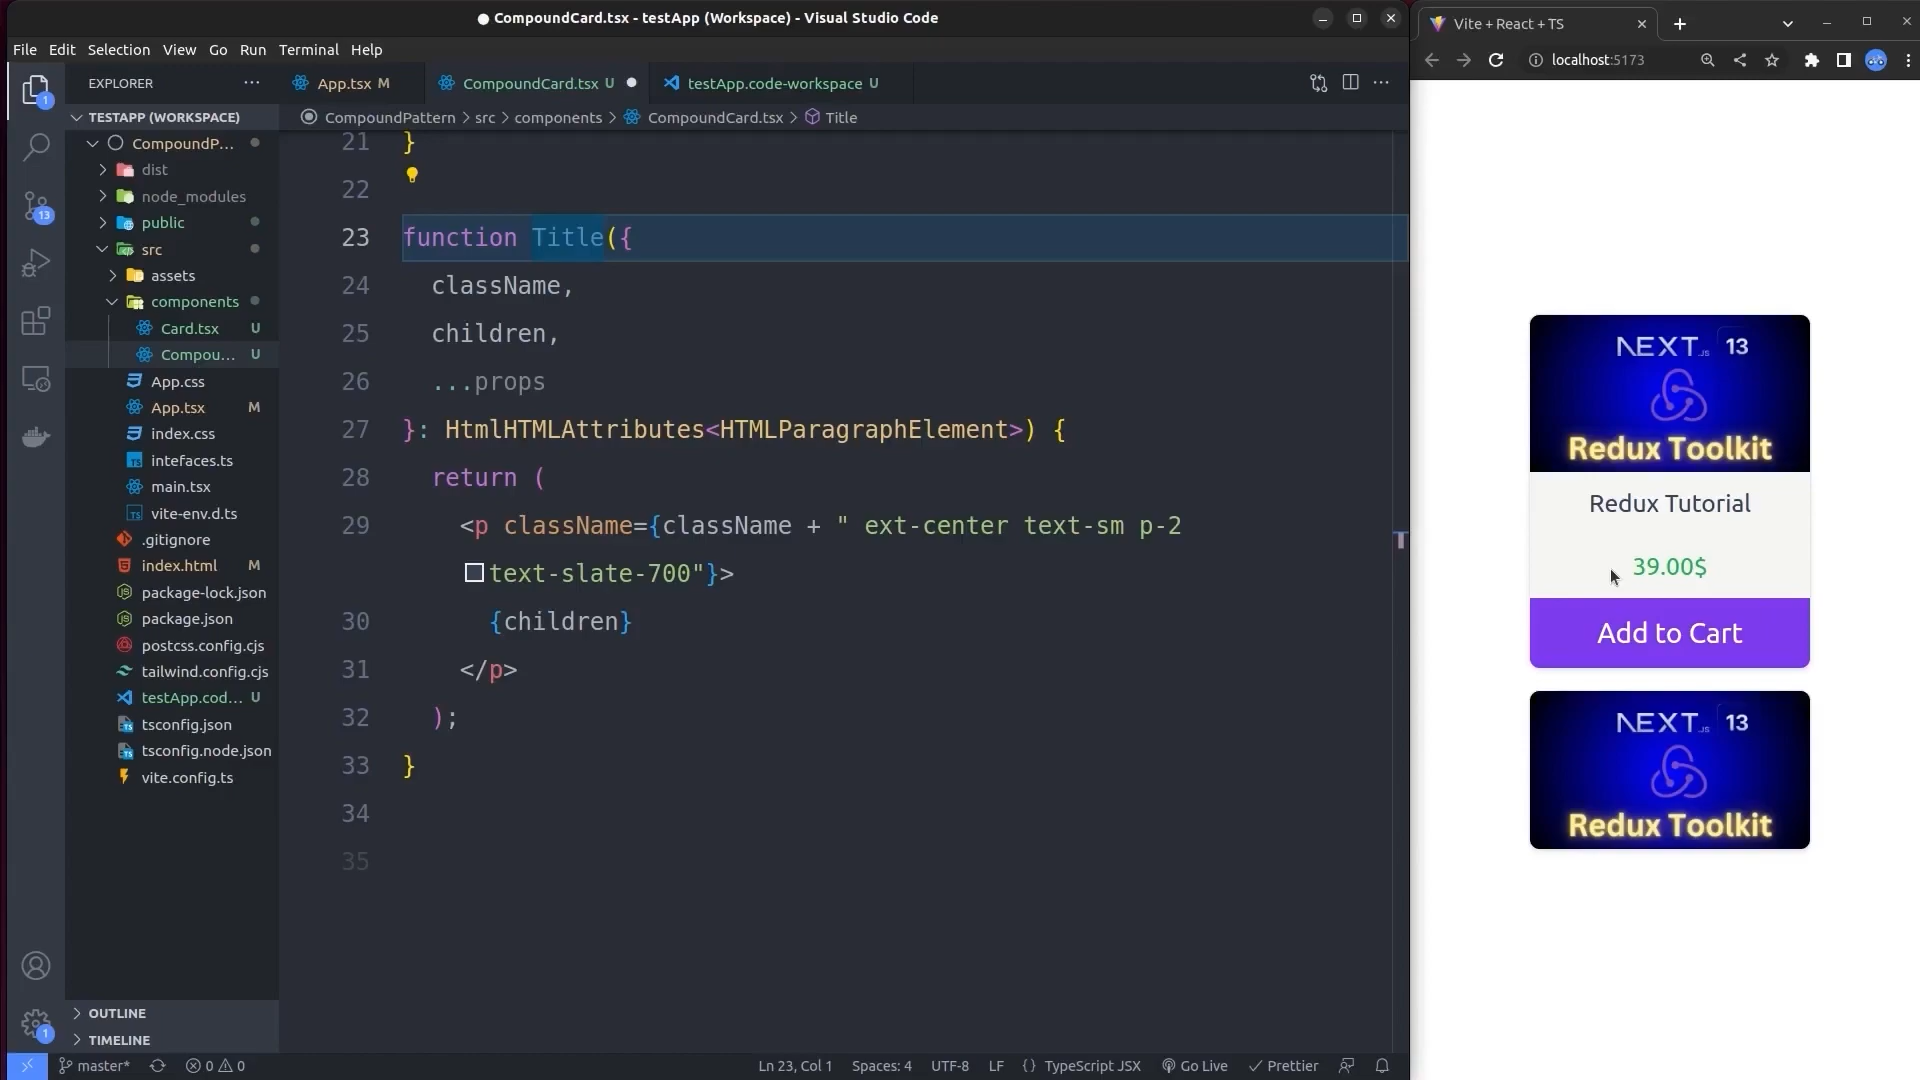 CompoundCard.tsx - testApp (Workspace) - Visual Studio Code
File Edit Selection View Go Run Terminal Help
EXPLORER
App.tsx M
CompoundCard.tsx U
testApp.code-workspace U
CompoundPattern > src > components > CompoundCard.tsx > Title
TESTAPP (WORKSPACE)
CompoundP...
dist
node_modules
public
src
assets
components
Card.tsx U
Compou... U
App.css
App.tsx M
index.css
intefaces.ts
main.tsx
vite-env.d.ts
.gitignore
index.html M
package-lock.json
package.json
postcss.config.cjs
tailwind.config.cjs
testApp.cod... U
tsconfig.json
tsconfig.node.json
vite.config.ts
OUTLINE
TIMELINE
1
13
1
21 }
22
23 function Title({
24 className,
25 children,
26 ...props
27 }: HtmlHTMLAttributes<HTMLParagraphElement>) {
28 return (
29 <p className={className + " ext-center text-sm p-2
text-slate-700"}>
30 {children}
31 </p>
32 );
33 }
34
35
master* 0 0 Ln 23, Col 1 Spaces: 4 UTF-8 LF {} TypeScript JSX Go Live Prettier
Vite + React + TS
localhost:5173
NEXT.JS 13
Redux Toolkit
Redux Tutorial
39.00$
Add to Cart
NEXT.JS 13
Redux Toolkit